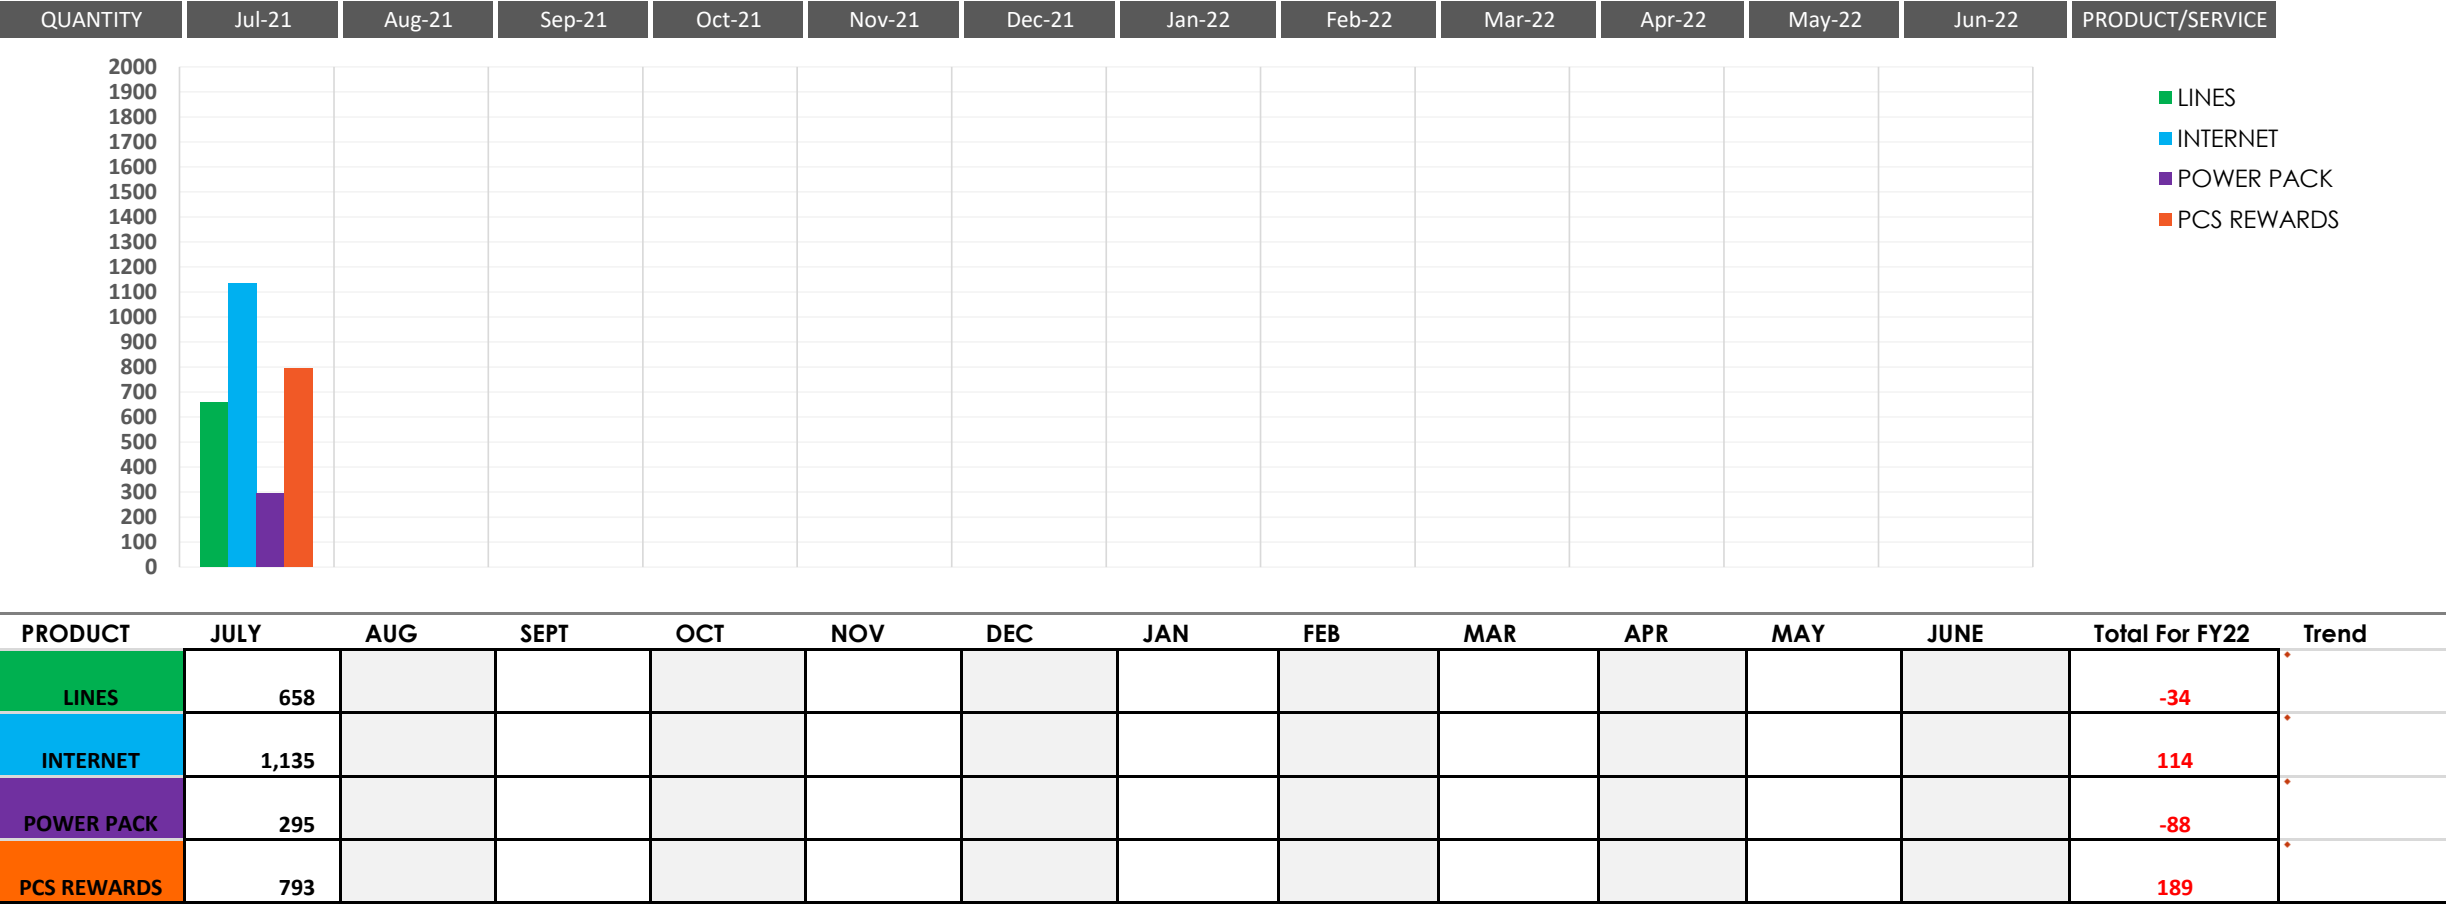 QUANTITY Jul-21 Aug-21 Sep-21 Oct-21 Nov-21 Dec-21 Jan-22 Feb-22 Mar-22 Apr-22 May-22 Jun-22 PRODUCT/SERVICE
2000
1900
1800
1700
1600
1500
1400
1300
1200
1100
1000
900
800
700
600
500
400
300
200
100
0
LINES
INTERNET
POWER PACK
PCS REWARDS
PRODUCT JULY AUG SEPT OCT NOV DEC JAN FEB MAR APR MAY JUNE Total For FY22 Trend
LINES 658 -34
INTERNET 1,135 114
POWER PACK 295 -88
PCS REWARDS 793 189